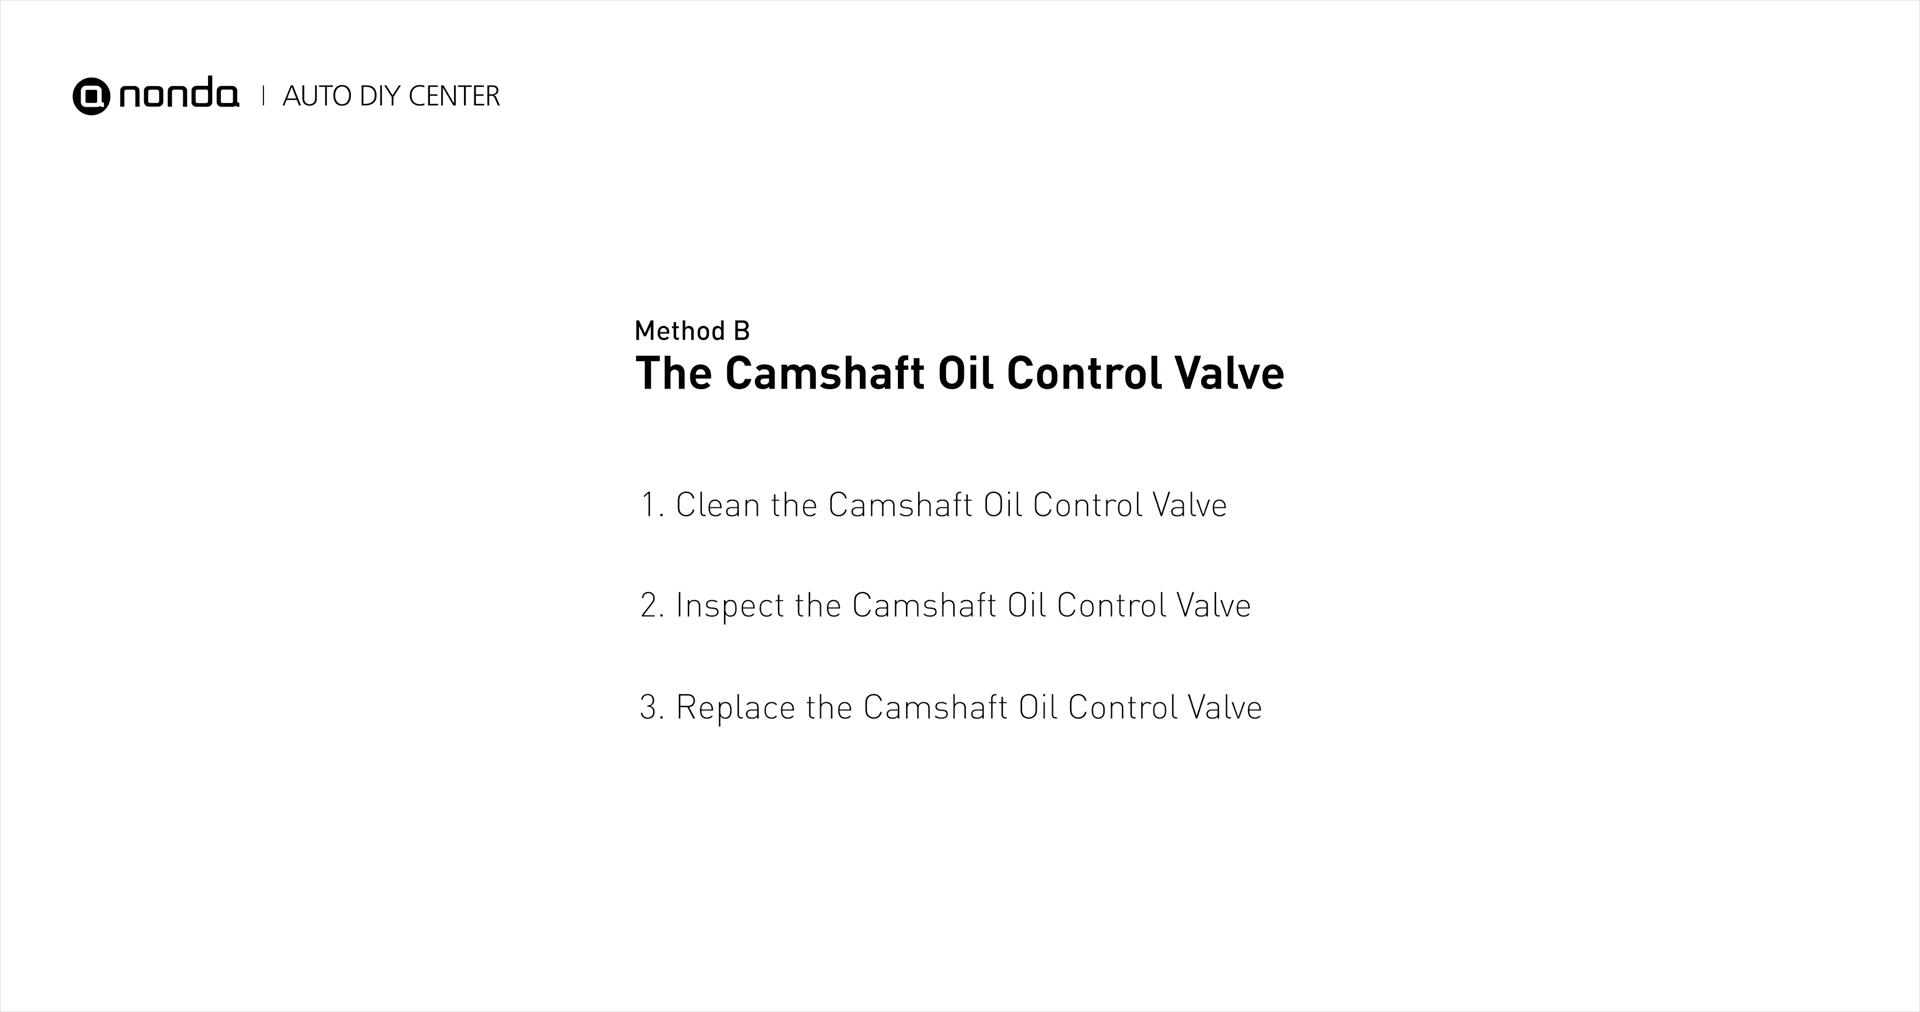 nonda | AUTO DIY CENTER
Method B
The Camshaft Oil Control Valve
1. Clean the Camshaft Oil Control Valve
2. Inspect the Camshaft Oil Control Valve
3. Replace the Camshaft Oil Control Valve